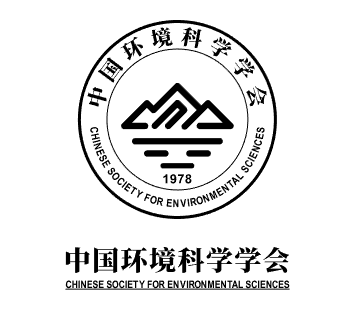 中国环境科学学会
1978
CHINESE SOCIETY FOR ENVIRONMENTAL SCIENCES
中国环境科学学会
CHINESE SOCIETY FOR ENVIRONMENTAL SCIENCES